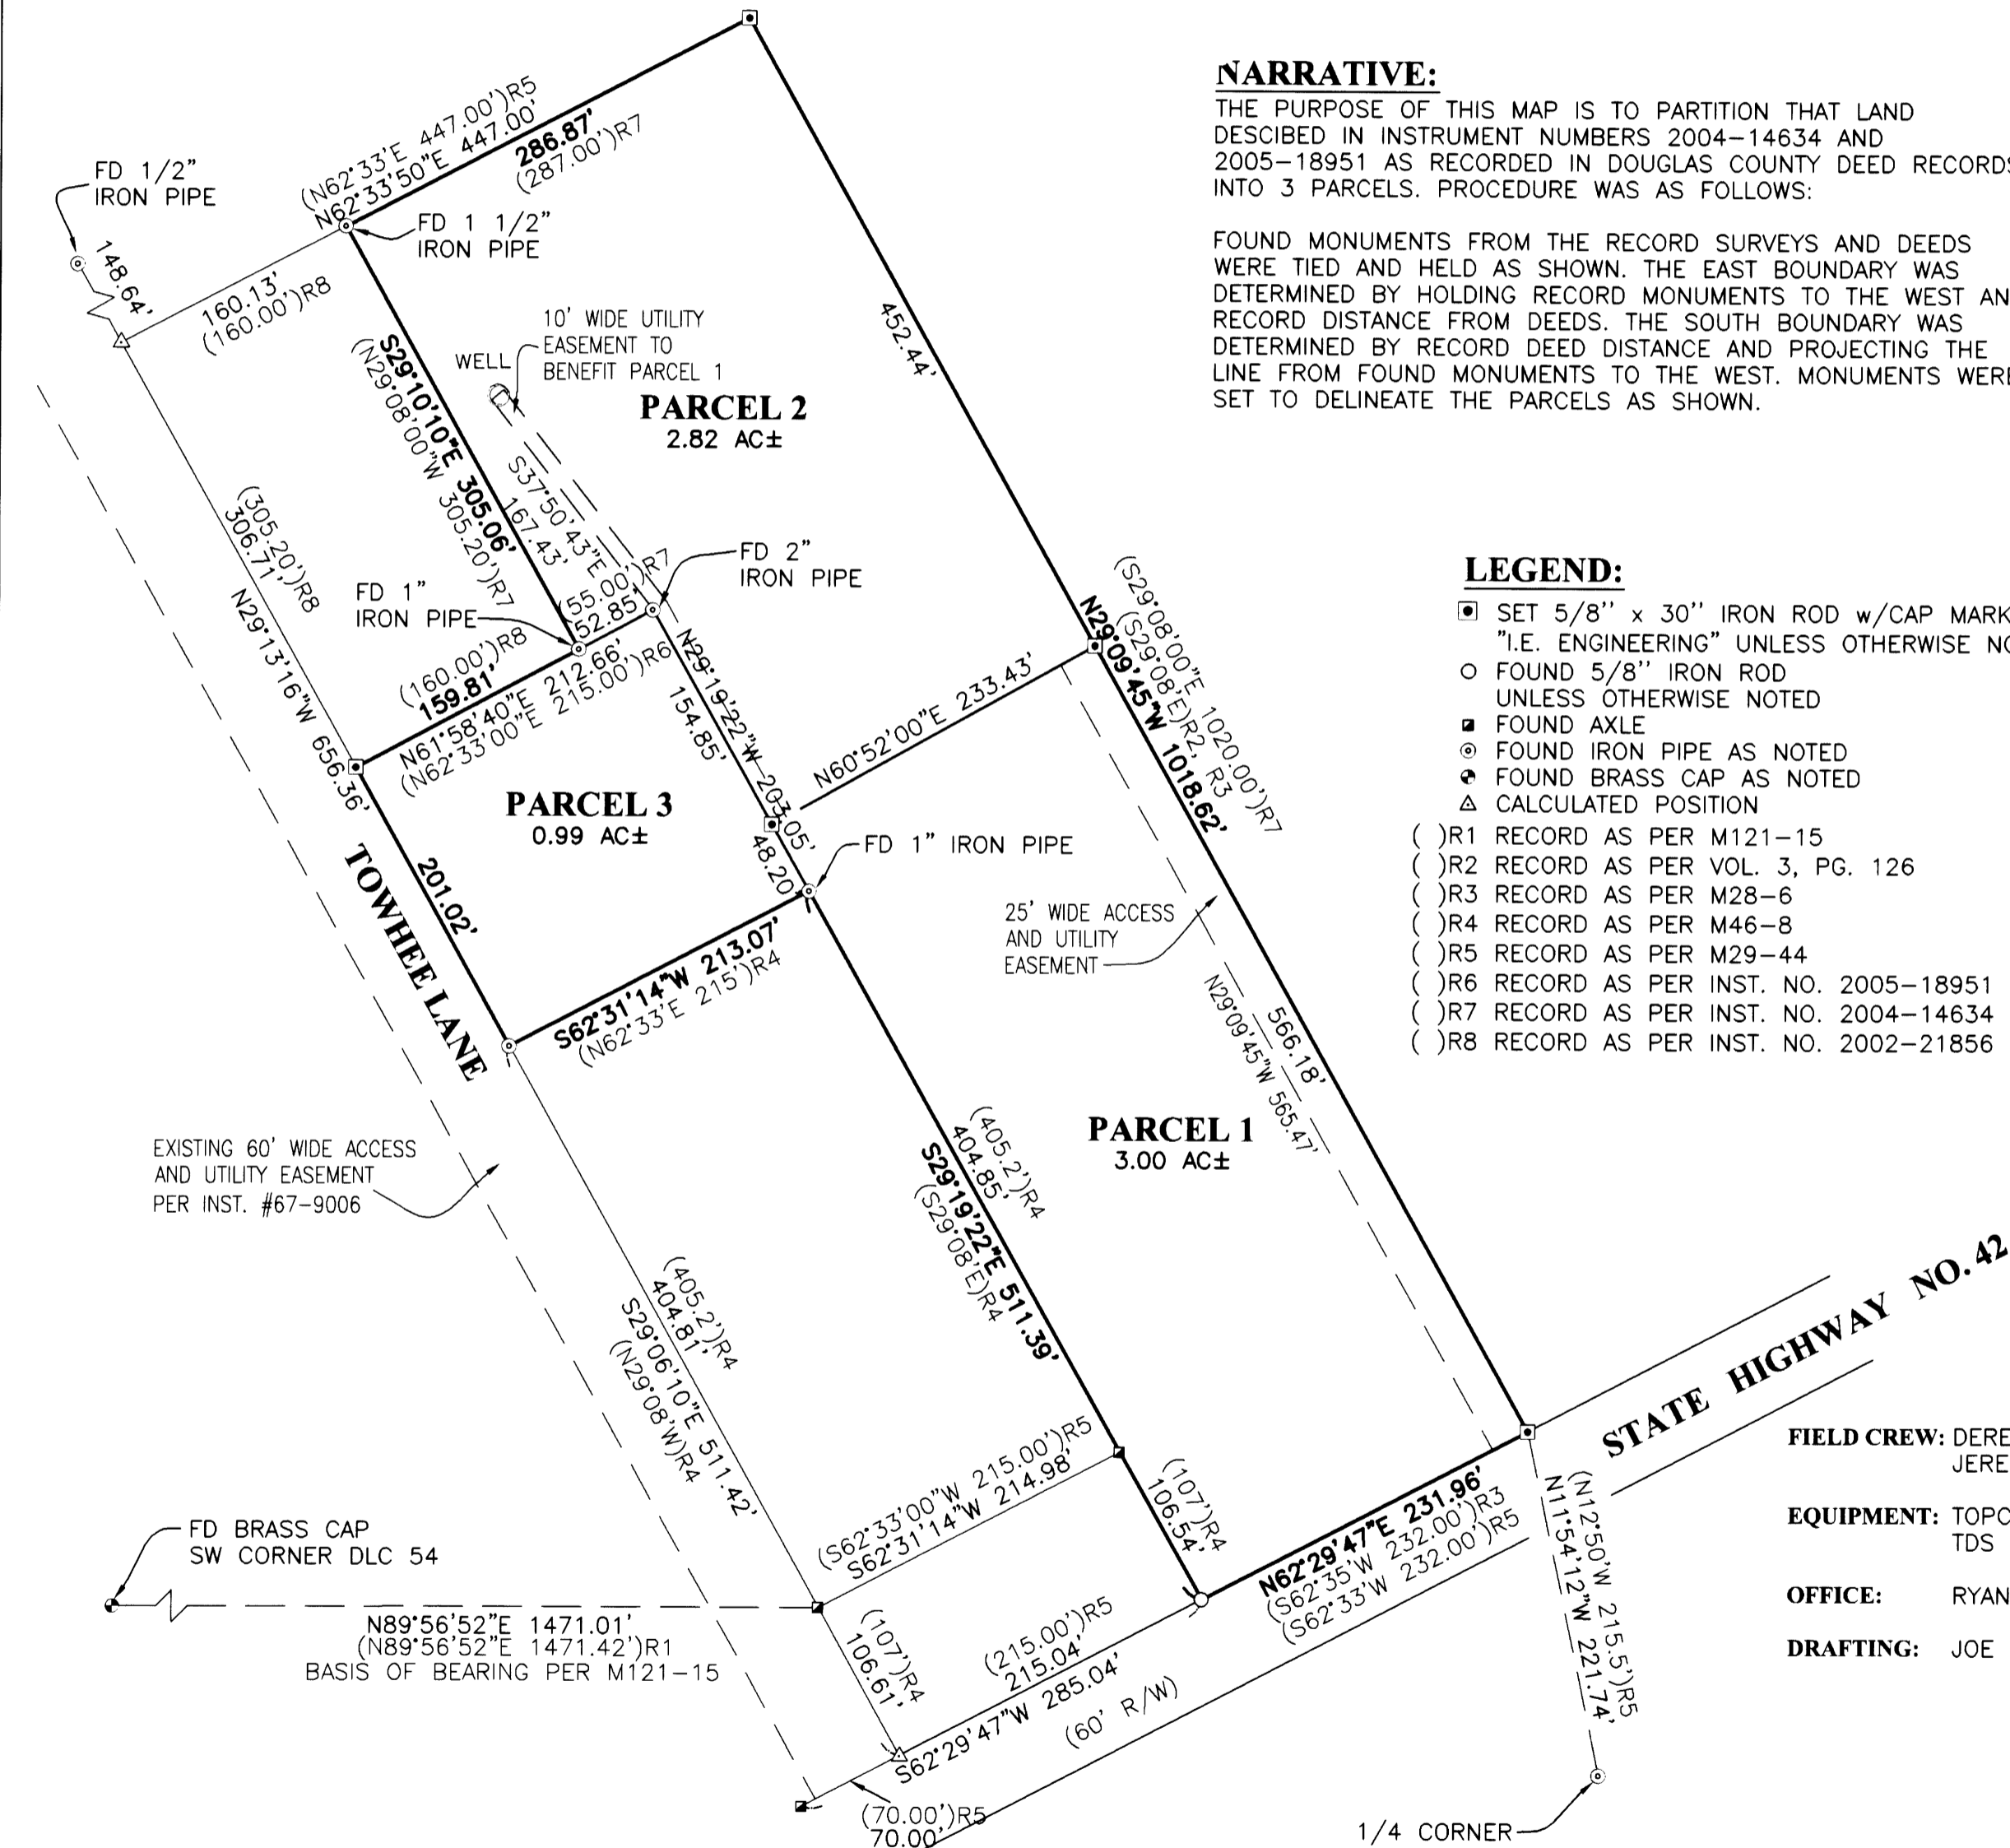 NARRATIVE:
THE PURPOSE OF THIS MAP IS TO PARTITION THAT LAND
DESCIBED IN INSTRUMENT NUMBERS 2004-14634 AND
2005-18951 AS RECORDED IN DOUGLAS COUNTY DEED RECORDS
INTO 3 PARCELS. PROCEDURE WAS AS FOLLOWS:
FOUND MONUMENTS FROM THE RECORD SURVEYS AND DEEDS
WERE TIED AND HELD AS SHOWN. THE EAST BOUNDARY WAS
DETERMINED BY HOLDING RECORD MONUMENTS TO THE WEST AN
RECORD DISTANCE FROM DEEDS. THE SOUTH BOUNDARY WAS
DETERMINED BY RECORD DEED DISTANCE AND PROJECTING THE
LINE FROM FOUND MONUMENTS TO THE WEST. MONUMENTS WERE
SET TO DELINEATE THE PARCELS AS SHOWN.
(N62°33'E 447.00')R5
N62°33'50"E 447.00'
286.87'
(287.00')R7
FD 1/2"
IRON PIPE
148.64'
FD 1 1/2"
IRON PIPE
160.13'
(160.00')R8
10' WIDE UTILITY
EASEMENT TO
BENEFIT PARCEL 1
WELL
PARCEL 2
2.82 AC±
452.44'
S29°10'10"E 305.06'
(N29°08'00"W 305.20')R7
S37°50'43"E
167.43'
(305.20')R8
306.71'
N29°13'16"W 656.36'
FD 2"
IRON PIPE
FD 1"
IRON PIPE
(55.00')R7
52.85'
(160.00')R8
159.81'
N61°58'40"E 212.66'
(N62°33'00"E 215.00')R6
N29°19'22"W 203.05'
154.85'
48.20'
N60°52'00"E 233.43'
(S29°08'00"E 1020.00')R7
(S29°08'E)R2, R3
N29°09'45"W 1018.62'
LEGEND:
SET 5/8'' x 30'' IRON ROD w/CAP MARK
"I.E. ENGINEERING" UNLESS OTHERWISE NO
FOUND 5/8'' IRON ROD
UNLESS OTHERWISE NOTED
FOUND AXLE
FOUND IRON PIPE AS NOTED
FOUND BRASS CAP AS NOTED
CALCULATED POSITION
( )R1 RECORD AS PER M121-15
( )R2 RECORD AS PER VOL. 3, PG. 126
( )R3 RECORD AS PER M28-6
( )R4 RECORD AS PER M46-8
( )R5 RECORD AS PER M29-44
( )R6 RECORD AS PER INST. NO. 2005-18951
( )R7 RECORD AS PER INST. NO. 2004-14634
( )R8 RECORD AS PER INST. NO. 2002-21856
PARCEL 3
0.99 AC±
201.02'
TOWHEE LANE
FD 1" IRON PIPE
S62°31'14"W 213.07'
(N62°33'E 215')R4
25' WIDE ACCESS
AND UTILITY
EASEMENT
566.18'
N29°09'45"W 565.47'
PARCEL 1
3.00 AC±
(405.2')R4
404.85'
S29°19'22"E 511.39'
(S29°08'E)R4
EXISTING 60' WIDE ACCESS
AND UTILITY EASEMENT
PER INST. #67-9006
(405.2')R4
404.81'
S29°06'10"E 511.42'
(N29°08'W)R4
STATE HIGHWAY NO. 42
(S62°33'00"W 215.00')R5
S62°31'14"W 214.98'
(107')R4
106.54'
N62°29'47"E 231.96'
(S62°35'W 232.00')R3
(S62°33'W 232.00')R5
(N12°50'W 215.5')R5
N11°54'12"W 221.74'
FD BRASS CAP
SW CORNER DLC 54
N89°56'52"E 1471.01'
(N89°56'52"E 1471.42')R1
BASIS OF BEARING PER M121-15
(107')R4
106.61'
(215.00')R5
215.04'
S62°29'47"W 285.04'
(60' R/W)
(70.00')R5
70.00'
1/4 CORNER
FIELD CREW: DERE
JERE
EQUIPMENT: TOPC
TDS
OFFICE: RYAN
DRAFTING: JOE